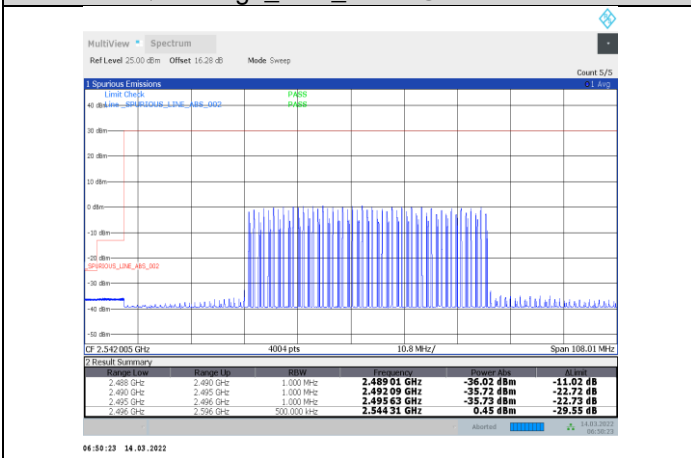 MultiView Spectrum
Ref Level 25.00 dBm Offset 16.28 dB Mode Sweep
Count 5/5
1 Spurious Emissions 1 Avg
Limit Check PASS
40 dBm Line _SPURIOUS_LINE_ABS_002 PASS
30 dBm
20 dBm
10 dBm
0 dBm
-10 dBm
-20 dBm
_SPURIOUS_LINE_ABS_002
-30 dBm
-40 dBm
-50 dBm
CF 2.542 005 GHz 4004 pts 10.8 MHz/ Span 108.01 MHz
2 Result Summary
Range Low Range Up RBW Frequency Power Abs ΔLimit
2.488 GHz 2.490 GHz 1.000 MHz 2.489 01 GHz -36.02 dBm -11.02 dB
2.490 GHz 2.495 GHz 1.000 MHz 2.492 09 GHz -35.72 dBm -22.72 dB
2.495 GHz 2.496 GHz 1.000 MHz 2.495 63 GHz -35.73 dBm -22.73 dB
2.496 GHz 2.596 GHz 500.000 kHz 2.544 31 GHz 0.45 dBm -29.55 dB
Aborted 14.03.2022
06:50:23
06:50:23 14.03.2022